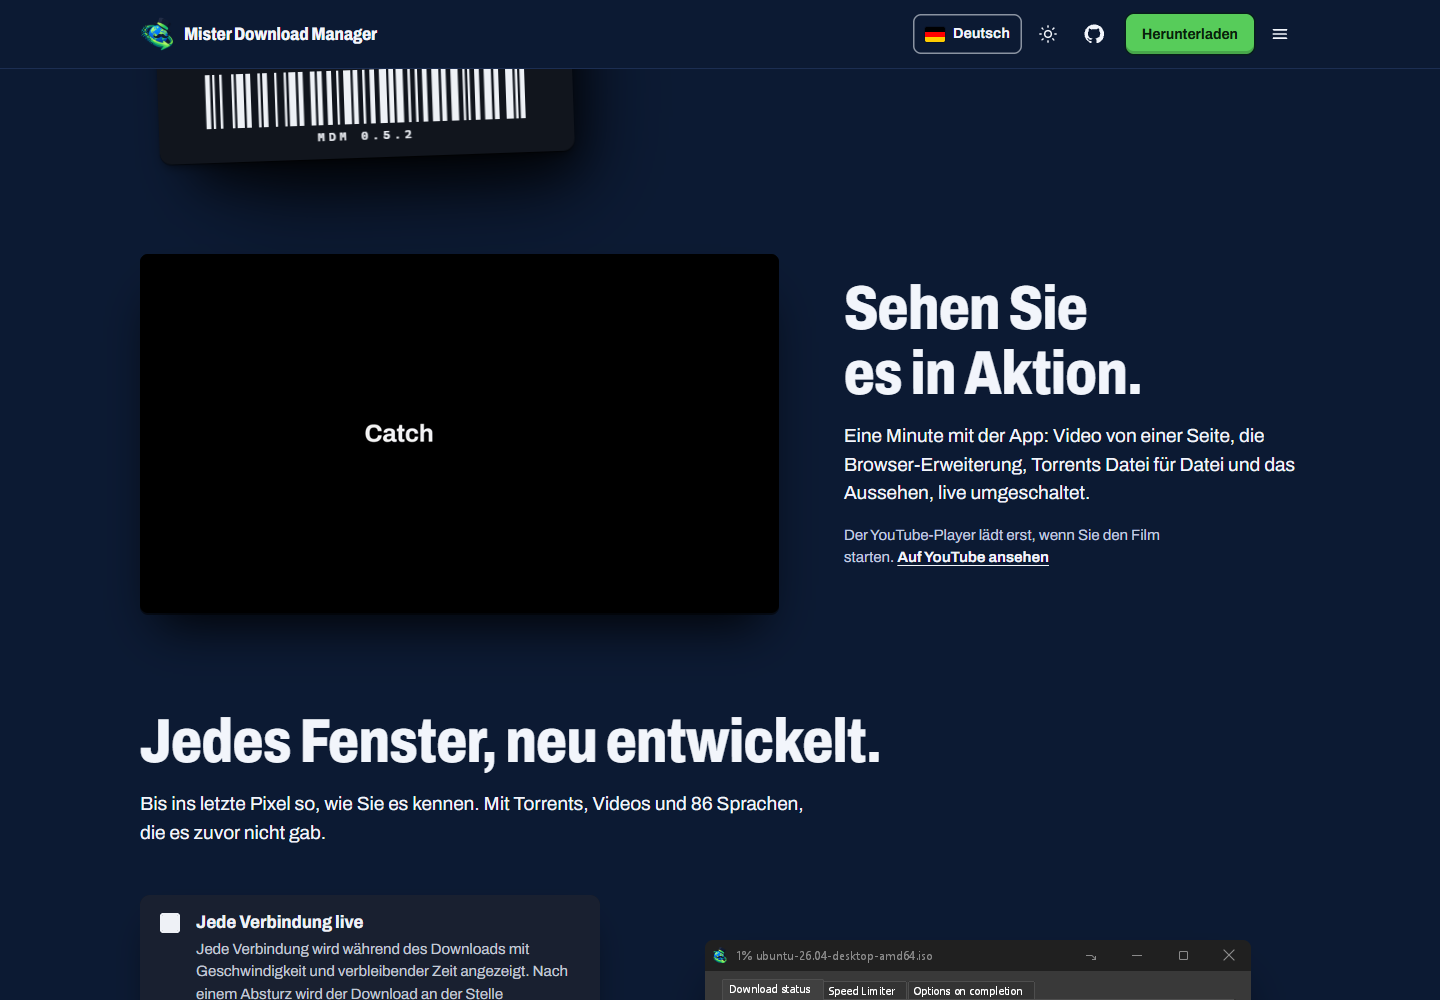 Mister Download Manager
Deutsch
Herunterladen
MDM 0.5.2
Catch
Sehen Sie
es in Aktion.
Eine Minute mit der App: Video von einer Seite, die
Browser-Erweiterung, Torrents Datei für Datei und das
Aussehen, live umgeschaltet.
Der YouTube-Player lädt erst, wenn Sie den Film
starten. Auf YouTube ansehen
Jedes Fenster, neu entwickelt.
Bis ins letzte Pixel so, wie Sie es kennen. Mit Torrents, Videos und 86 Sprachen,
die es zuvor nicht gab.
Jede Verbindung live
Jede Verbindung wird während des Downloads mit
Geschwindigkeit und verbleibender Zeit angezeigt. Nach
einem Absturz wird der Download an der Stelle
1% ubuntu-26.04-desktop-amd64.iso
Download status
Speed Limiter
Options on completion